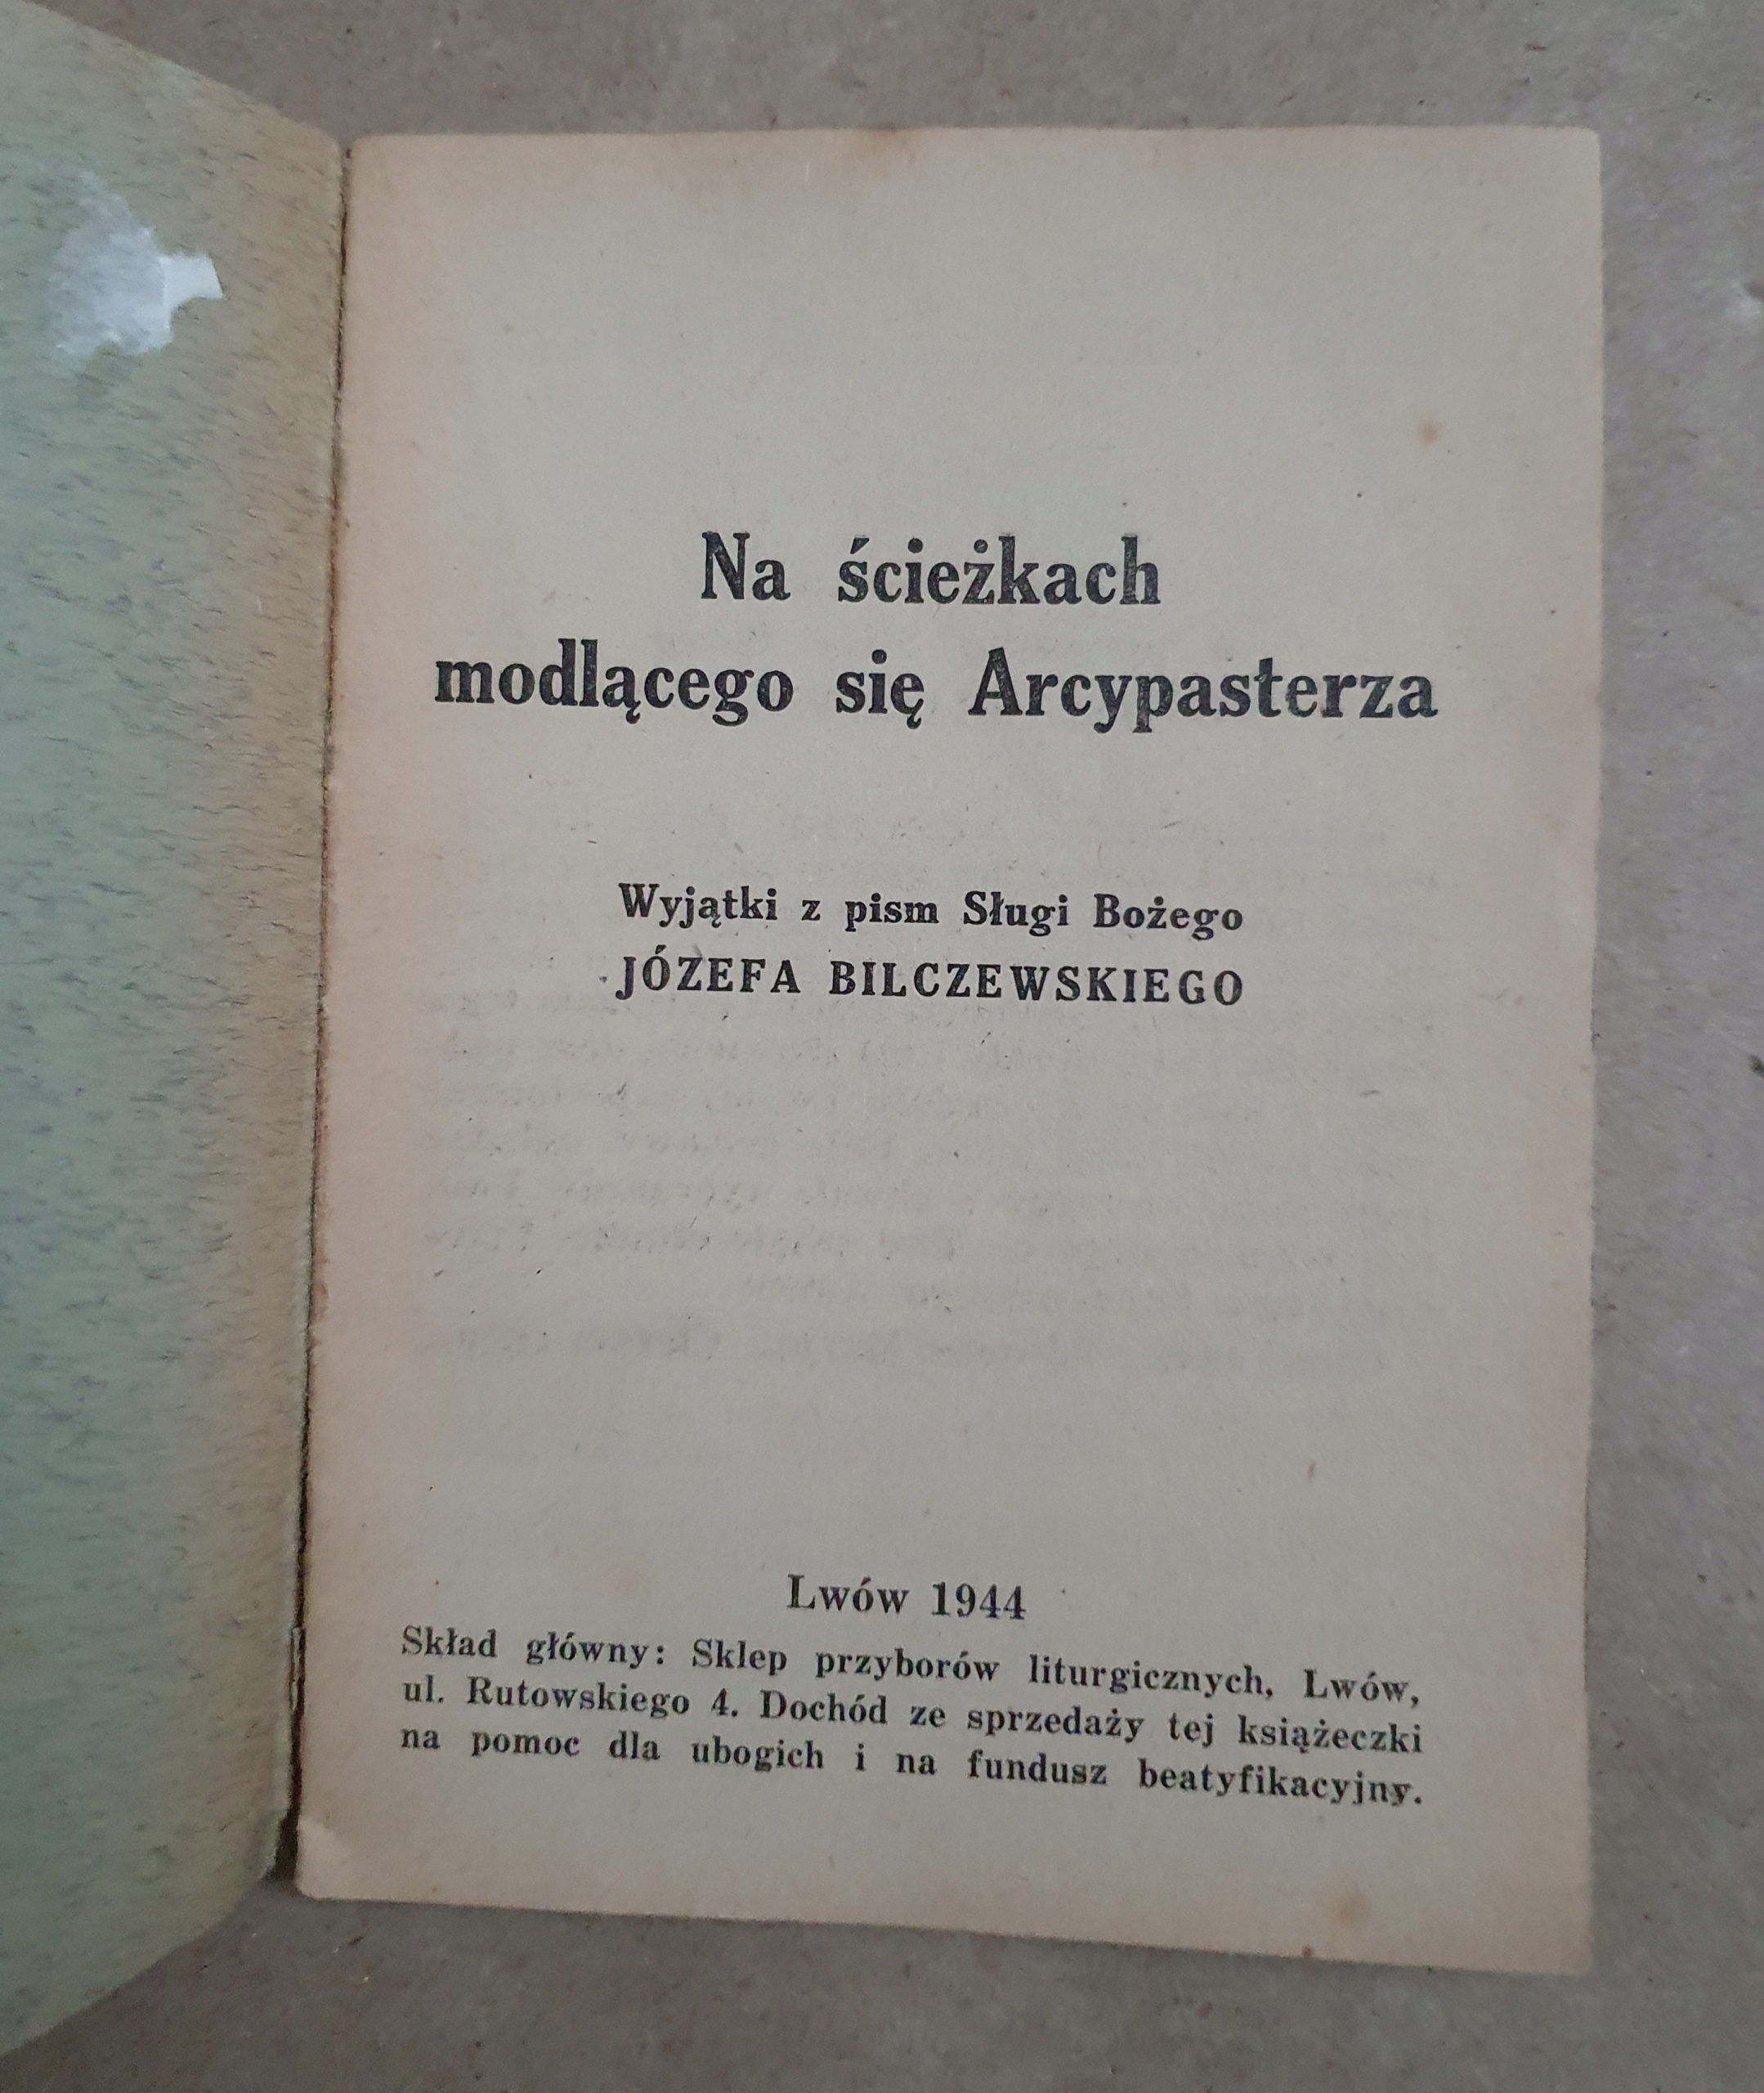 Na ścieżkach
modlącego się Arcypasterza
Wyjątki z pism Sługi Bożego
JÓZEFA BILCZEWSKIEGO
Lwów 1944
Skład główny: Sklep przyborów liturgicznych, Lwów,
ul. Rutowskiego 4. Dochód ze sprzedaży tej książeczki
na pomoc dla ubogich i na fundusz beatyfikacyjny.